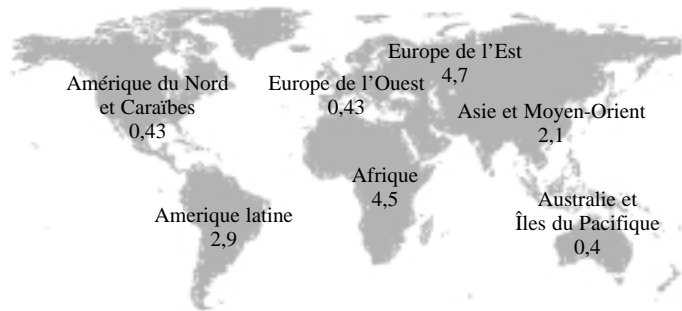 Europe de l'Est
4,7
Amérique du Nord
et Caraïbes
0,43
Europe de l'Ouest
0,43
Asie et Moyen-Orient
2,1
Afrique
4,5
Amerique latine
2,9
Australie et
Îles du Pacifique
0,4